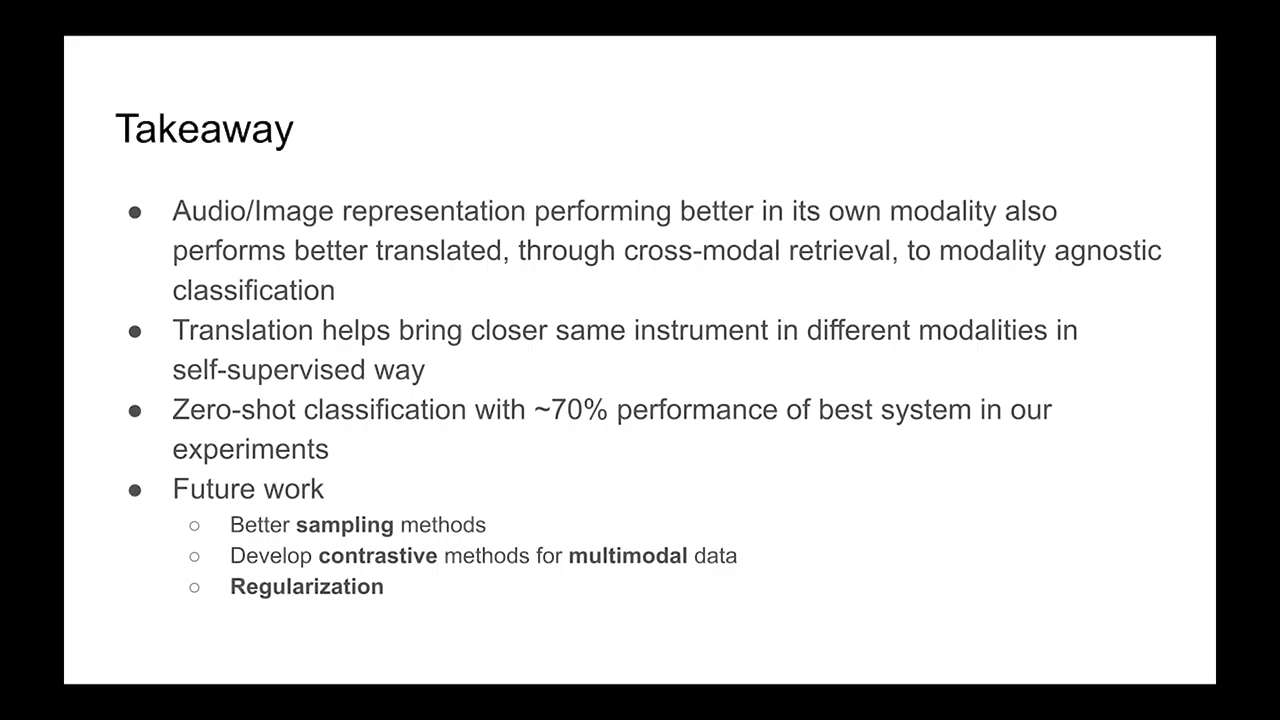 Takeaway
● Audio/Image representation performing better in its own modality also
performs better translated, through cross-modal retrieval, to modality agnostic
classification
● Translation helps bring closer same instrument in different modalities in
self-supervised way
● Zero-shot classification with ~70% performance of best system in our
experiments
● Future work
○ Better sampling methods
○ Develop contrastive methods for multimodal data
○ Regularization